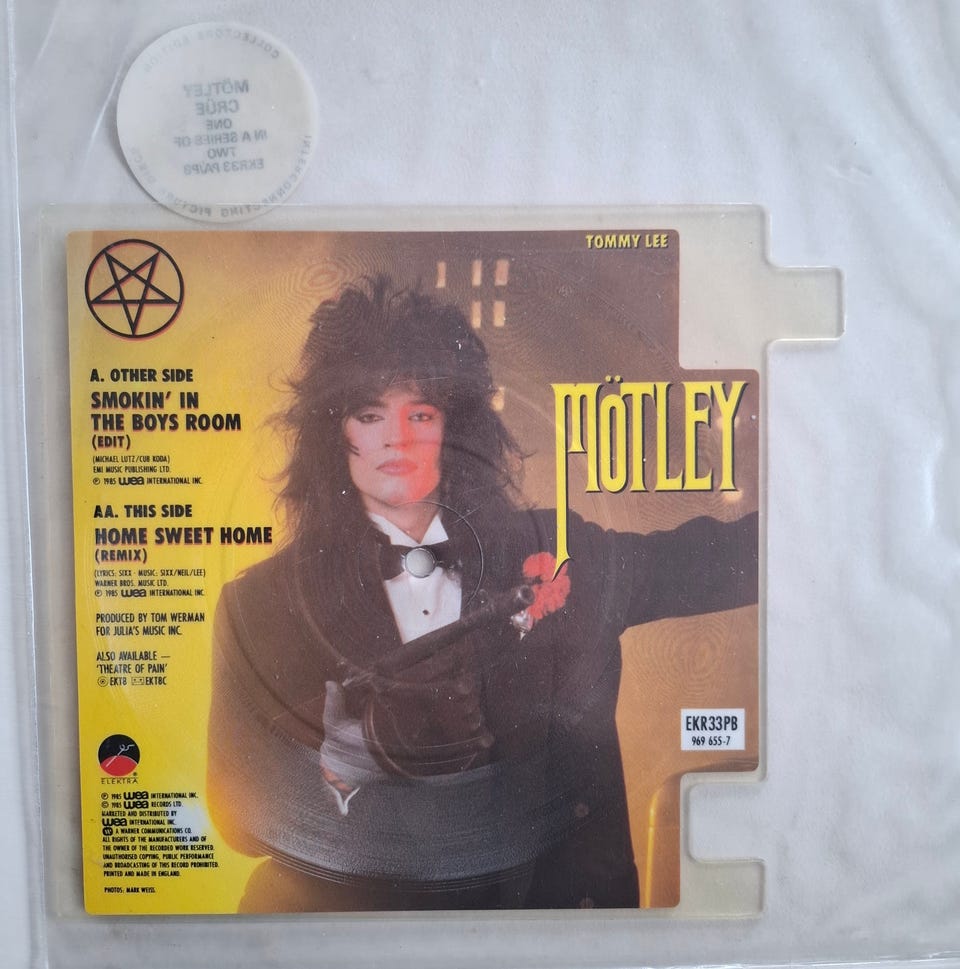 COLLECTORS EDITION
MÖTLEY
CRÜE
ONE
IN A SERIES OF
TWO
EKR33 PA/PB
INTERCONNECTING PICTURE DISCS
TOMMY LEE
A. OTHER SIDE
SMOKIN' IN
THE BOYS ROOM
(EDIT)
(MICHAEL LUTZ/CUB KODA)
EMI MUSIC PUBLISHING LTD.
℗ 1985 wea INTERNATIONAL INC.
MÖTLEY
AA. THIS SIDE
HOME SWEET HOME
(REMIX)
(LYRICS: SIXX - MUSIC: SIXX/NEIL/LEE)
WARNER BROS. MUSIC LTD.
℗ 1985 wea INTERNATIONAL INC.
PRODUCED BY TOM WERMAN
FOR JULIA'S MUSIC INC.
ALSO AVAILABLE —
'THEATRE OF PAIN'
EKT8 EKT8C
EKR33PB
969 655-7
ELEKTRA®
℗ 1985 wea INTERNATIONAL INC.
© 1985 wea RECORDS LTD.
MARKETED AND DISTRIBUTED BY
wea INTERNATIONAL INC.
A WARNER COMMUNICATIONS CO.
ALL RIGHTS OF THE MANUFACTURERS AND OF
THE OWNER OF THE RECORDED WORK RESERVED.
UNAUTHORISED COPYING, PUBLIC PERFORMANCE
AND BROADCASTING OF THIS RECORD PROHIBITED.
PRINTED AND MADE IN ENGLAND.
PHOTOS: MARK WEISS.